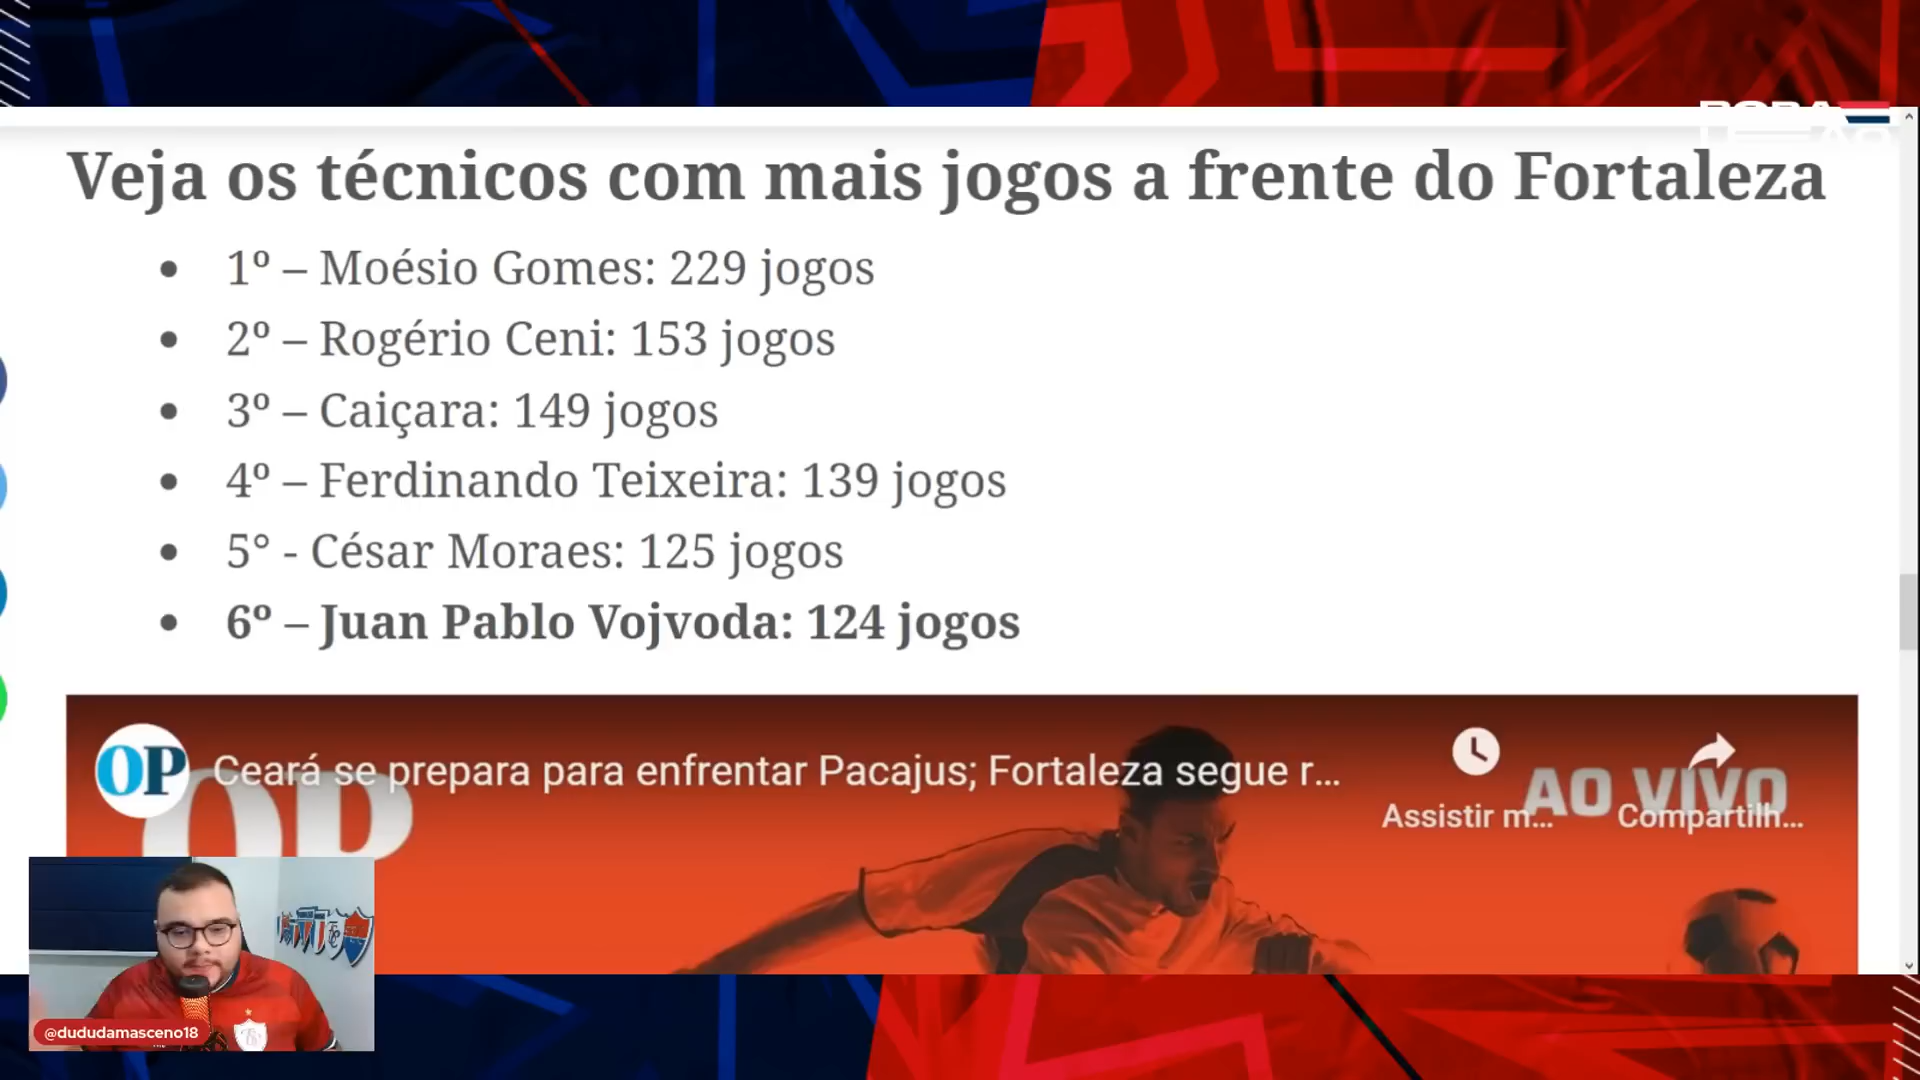 Veja os técnicos com mais jogos a frente do Fortaleza
1º – Moésio Gomes: 229 jogos
2º – Rogério Ceni: 153 jogos
3º – Caiçara: 149 jogos
4º – Ferdinando Teixeira: 139 jogos
5° - César Moraes: 125 jogos
6º – Juan Pablo Vojvoda: 124 jogos
OP
Ceará se prepara para enfrentar Pacajus; Fortaleza segue r...
OP
AO VIVO
Assistir m...
Compartilh...
@dududamasceno18